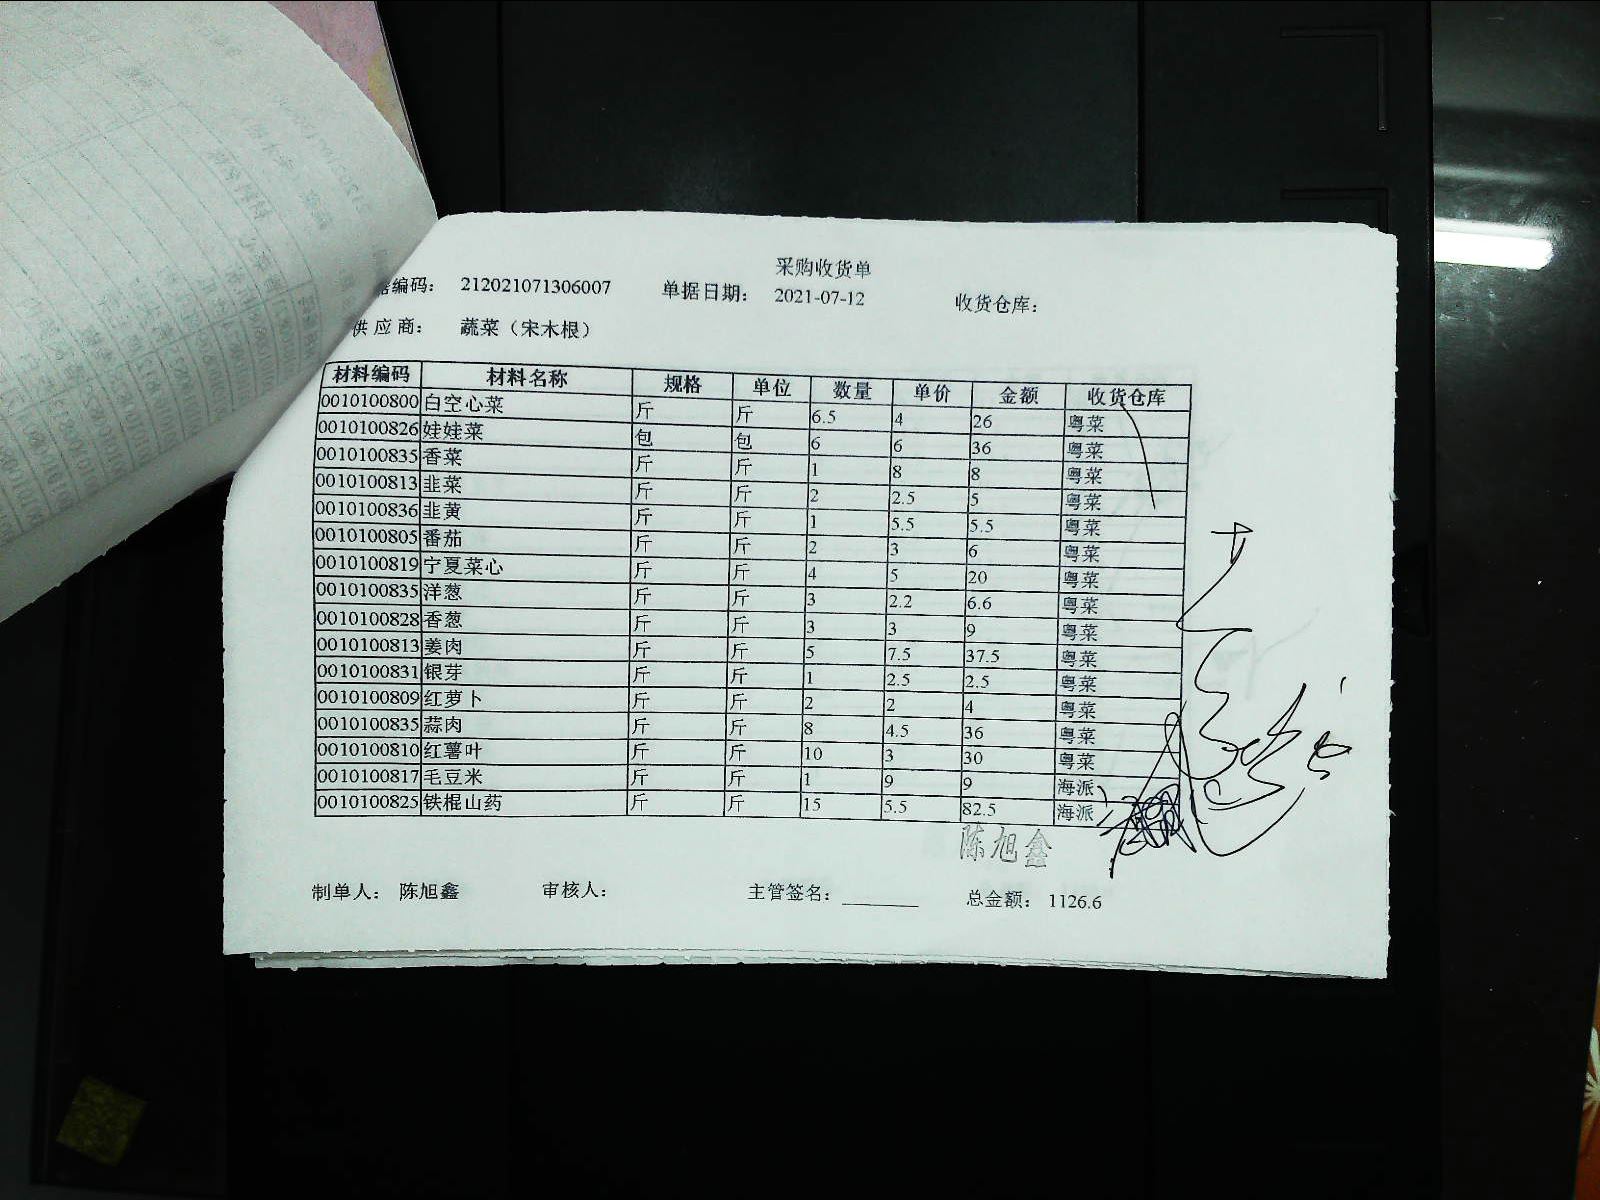 采购收货单
编码： 212021071306007 单据日期： 2021-07-12 收货仓库：
供应商： 蔬菜（宋木根）
材料编码 材料名称 规格 单位 数量 单价 金额 收货仓库
0010100800 白空心菜 斤 斤 6.5 4 26 粤菜
0010100826 娃娃菜 包 包 6 6 36 粤菜
0010100835 香菜 斤 斤 1 8 8 粤菜
0010100813 韭菜 斤 斤 2 2.5 5 粤菜
0010100836 韭黄 斤 斤 1 5.5 5.5 粤菜
0010100805 番茄 斤 斤 2 3 6 粤菜
0010100819 宁夏菜心 斤 斤 4 5 20 粤菜
0010100835 洋葱 斤 斤 3 2.2 6.6 粤菜
0010100828 香葱 斤 斤 3 3 9 粤菜
0010100813 姜肉 斤 斤 5 7.5 37.5 粤菜
0010100831 银芽 斤 斤 1 2.5 2.5 粤菜
0010100809 红萝卜 斤 斤 2 2 4 粤菜
0010100835 蒜肉 斤 斤 8 4.5 36 粤菜
0010100810 红薯叶 斤 斤 10 3 30 粤菜
0010100817 毛豆米 斤 斤 1 9 9 海派
0010100825 铁棍山药 斤 斤 15 5.5 82.5 海派
陈旭鑫
制单人： 陈旭鑫 审核人： 主管签名： 总金额： 1126.6